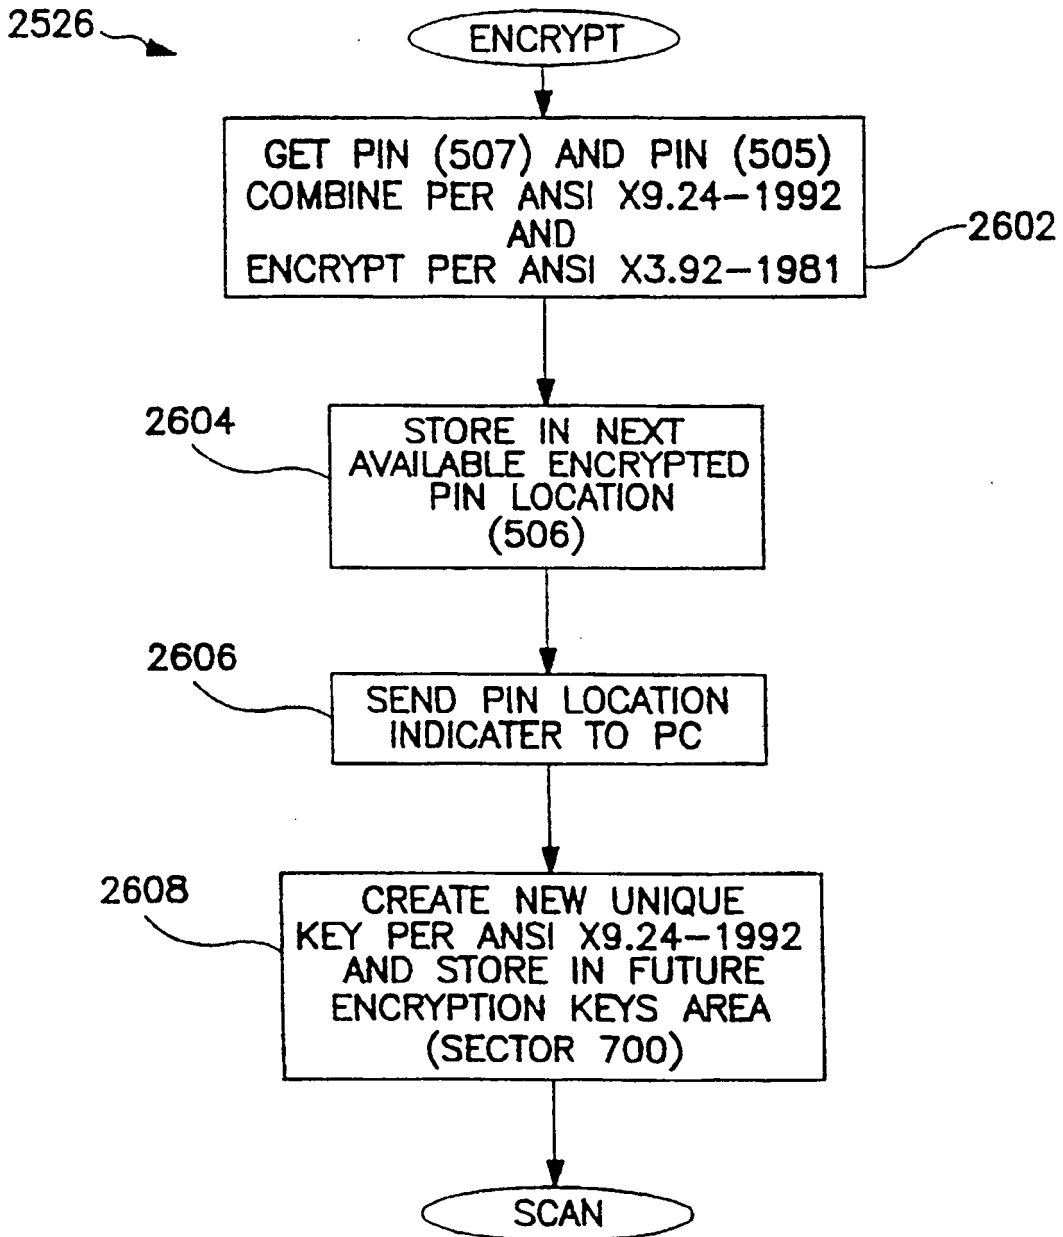 2526
ENCRYPT
GET PIN (507) AND PIN (505)
COMBINE PER ANSI X9.24-1992
AND
ENCRYPT PER ANSI X3.92-1981
2602
2604
STORE IN NEXT
AVAILABLE ENCRYPTED
PIN LOCATION
(506)
2606
SEND PIN LOCATION
INDICATER TO PC
2608
CREATE NEW UNIQUE
KEY PER ANSI X9.24-1992
AND STORE IN FUTURE
ENCRYPTION KEYS AREA
(SECTOR 700)
SCAN